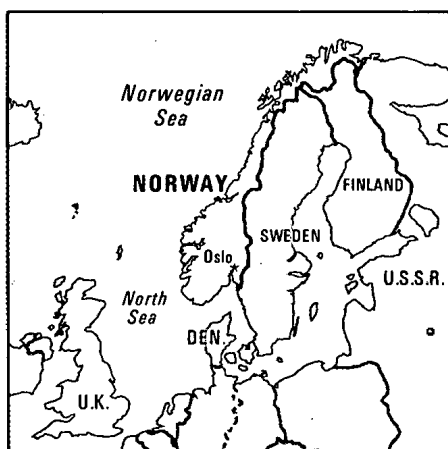 Norwegian
Sea
NORWAY
FINLAND
SWEDEN
Oslo
U.S.S.R.
North
Sea
DEN.
U.K.